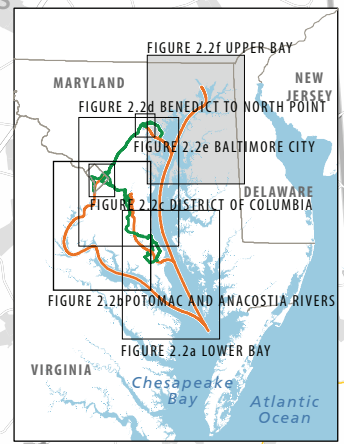 FIGURE 2.2f UPPER BAY
MARYLAND
NEW
JERSEY
FIGURE 2.2d BENEDICT TO NORTH POINT
FIGURE 2.2e BALTIMORE CITY
DELAWARE
FIGURE 2.2c DISTRICT OF COLUMBIA
FIGURE 2.2bPOTOMAC AND ANACOSTIA RIVERS
FIGURE 2.2a LOWER BAY
VIRGINIA
Chesapeake
Bay
Atlantic
Ocean